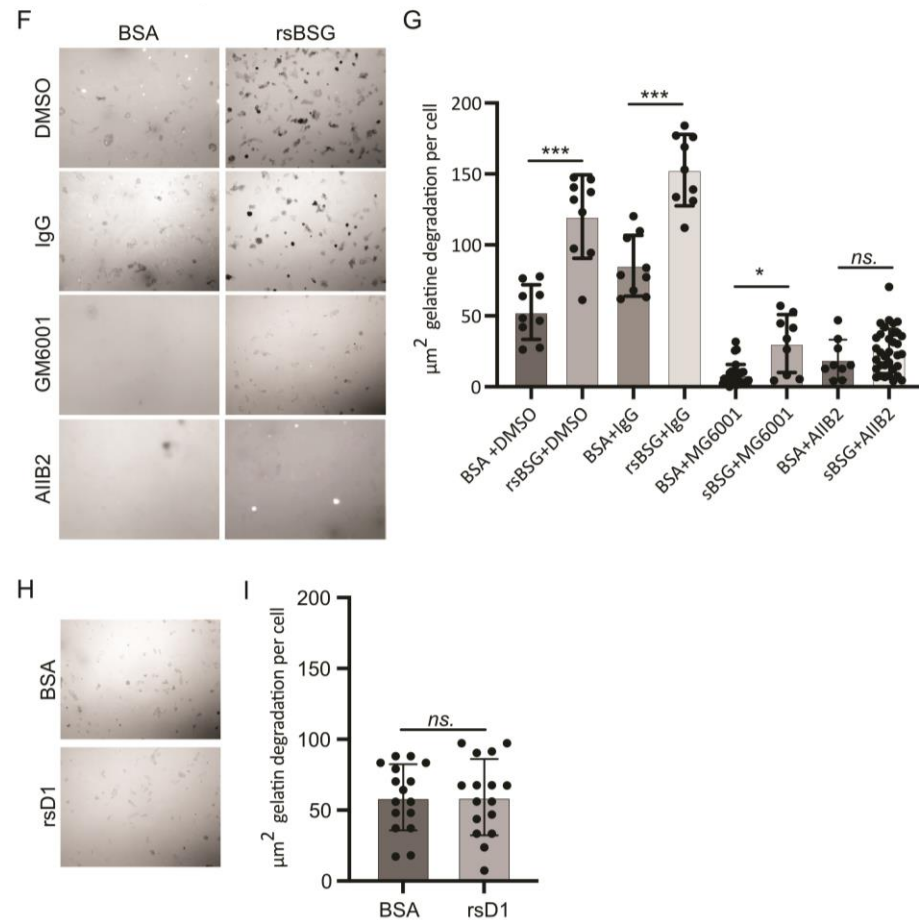 F
BSA
rsBSG
DMSO
IgG
GM6001
AIIB2
G
µm² gelatine degradation per cell
200
150
100
50
0
***
***
*
ns.
BSA +DMSO
rsBSG+DMSO
BSA+IgG
rsBSG+IgG
BSA+MG6001
sBSG+MG6001
BSA+AIIB2
sBSG+AIIB2
H
BSA
rsD1
I
µm² gelatin degradation per cell
200
150
100
50
0
ns.
BSA
rsD1